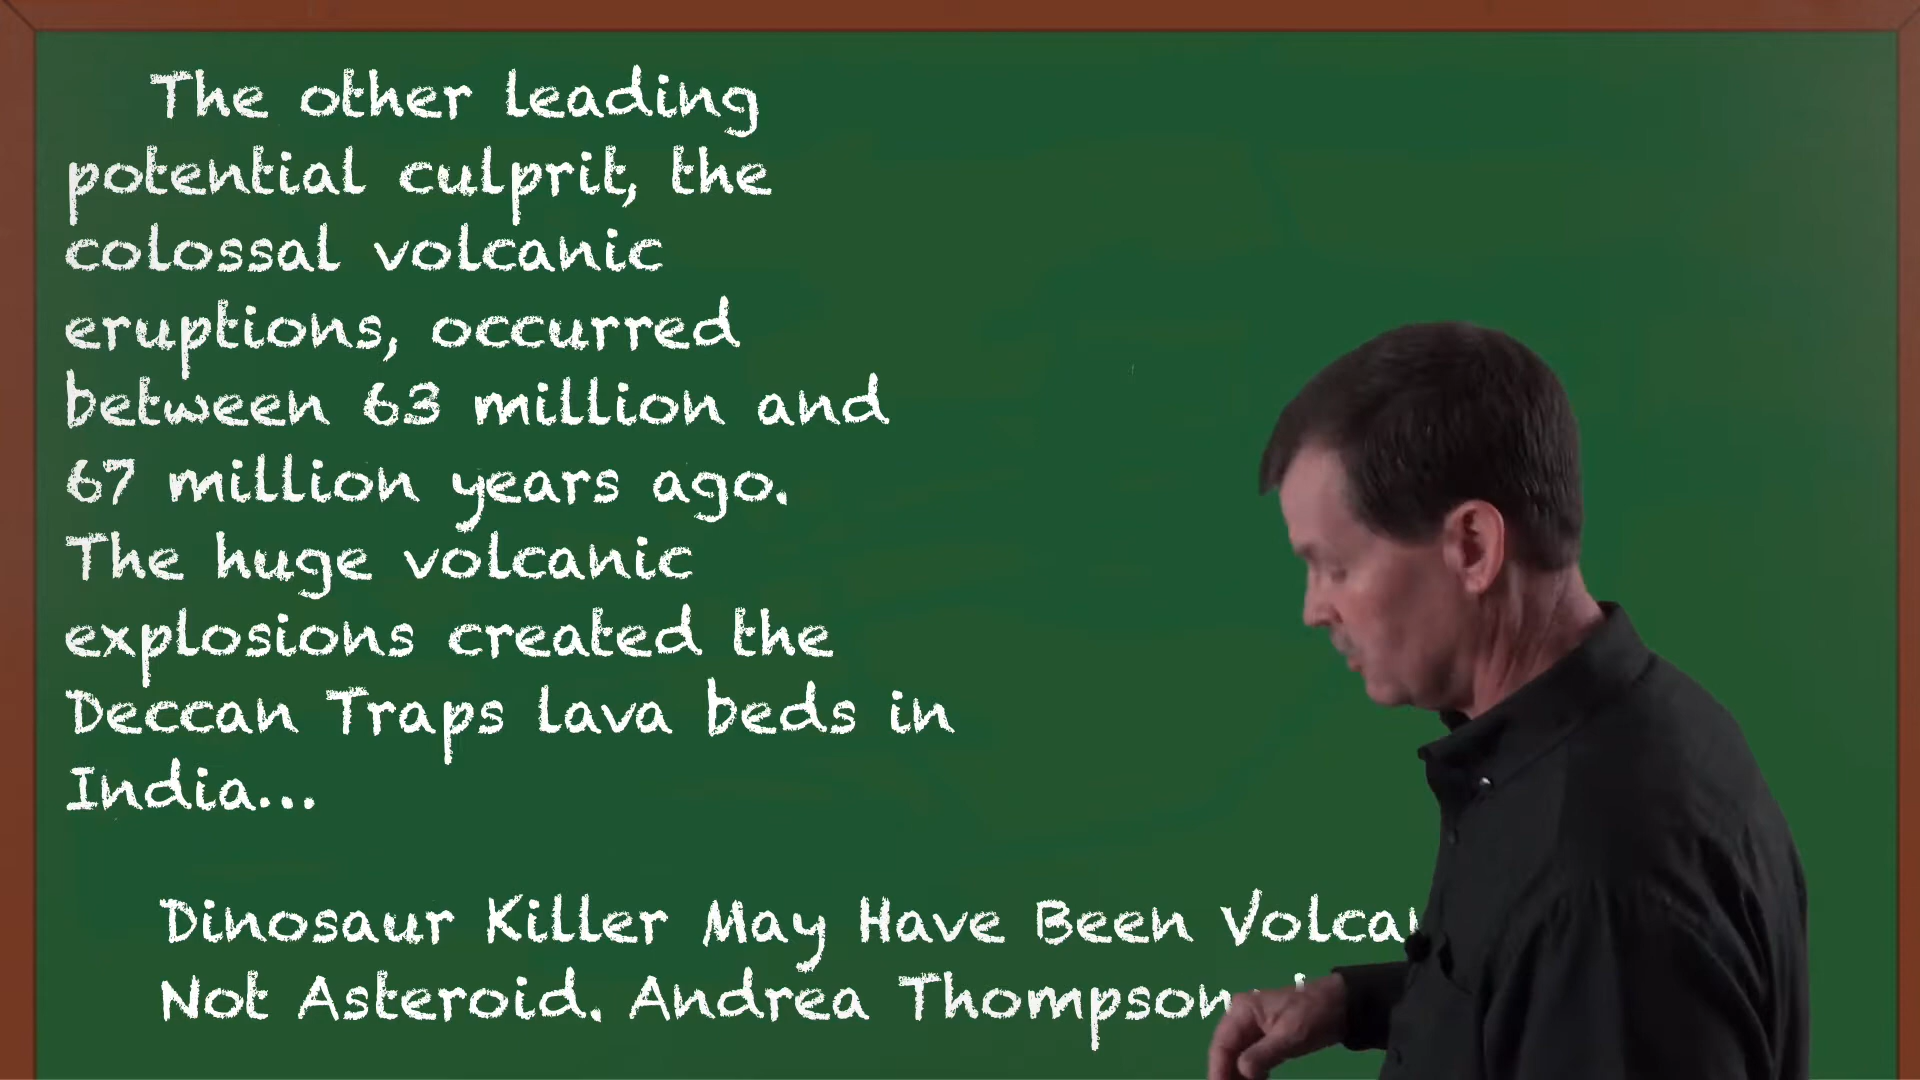 The other leading
potential culprit, the
colossal volcanic
eruptions, occurred
between 63 million and
67 million years ago.
The huge volcanic
explosions created the
Deccan Traps lava beds in
India...
Dinosaur Killer May Have Been
Not Asteroid. Andrea Thompson